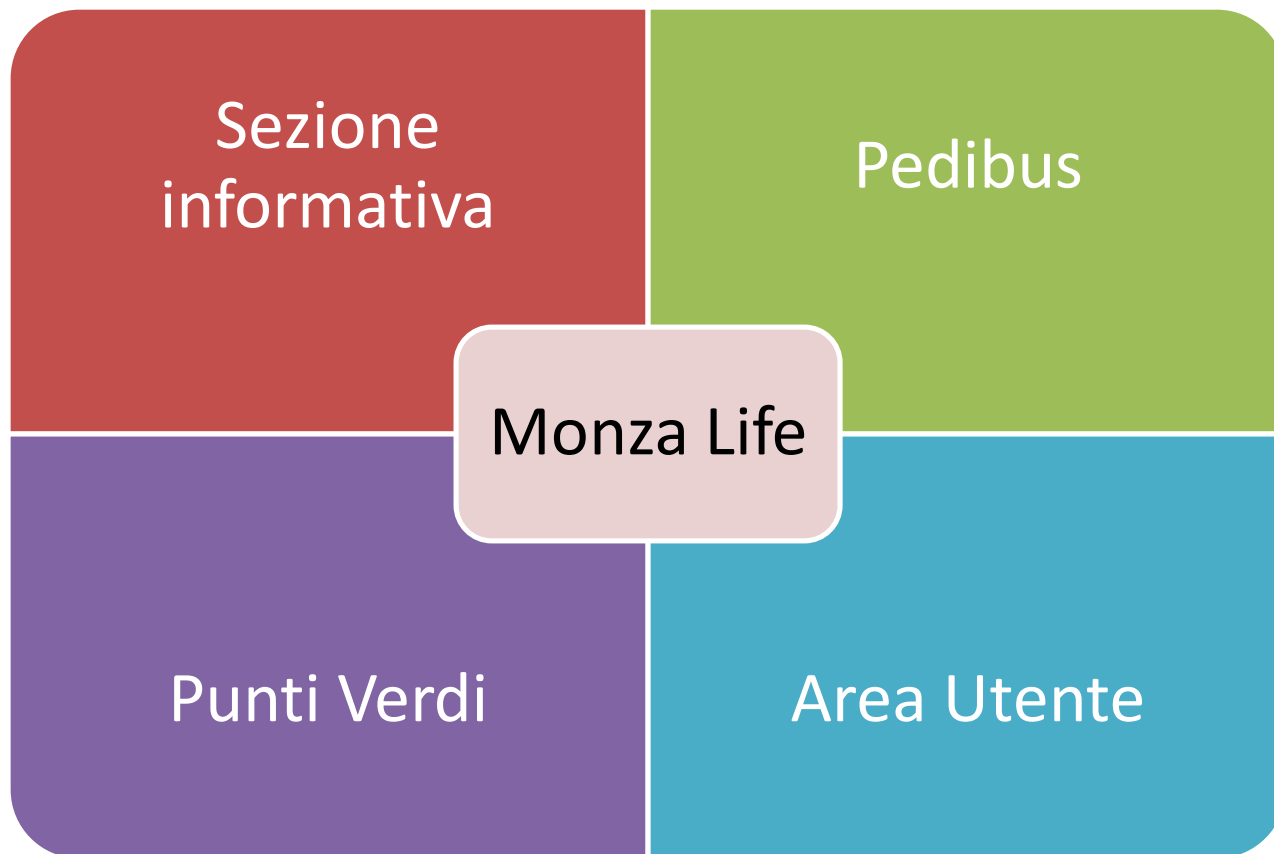 Sezione
informativa
Pedibus
Monza Life
Punti Verdi
Area Utente